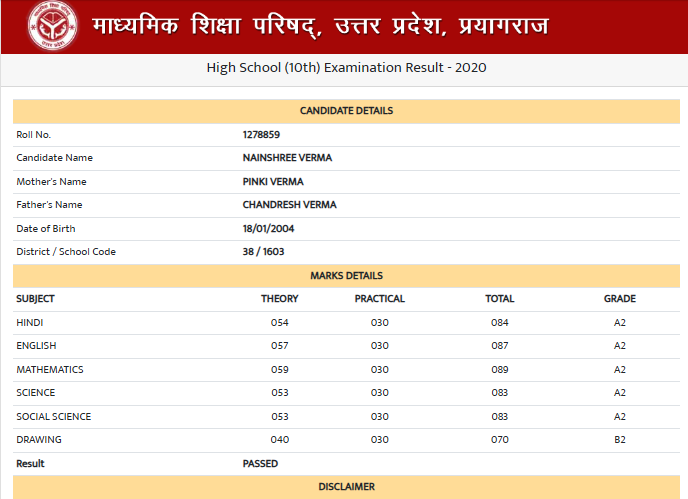 माध्यमिक शिक्षा परिषद्, उत्तर प्रदेश, प्रयागराज
High School (10th) Examination Result - 2020
CANDIDATE DETAILS
Roll No. 1278859
Candidate Name NAINSHREE VERMA
Mother's Name PINKI VERMA
Father's Name CHANDRESH VERMA
Date of Birth 18/01/2004
District / School Code 38 / 1603
MARKS DETAILS
SUBJECT THEORY PRACTICAL TOTAL GRADE
HINDI 054 030 084 A2
ENGLISH 057 030 087 A2
MATHEMATICS 059 030 089 A2
SCIENCE 053 030 083 A2
SOCIAL SCIENCE 053 030 083 A2
DRAWING 040 030 070 B2
Result PASSED
DISCLAIMER